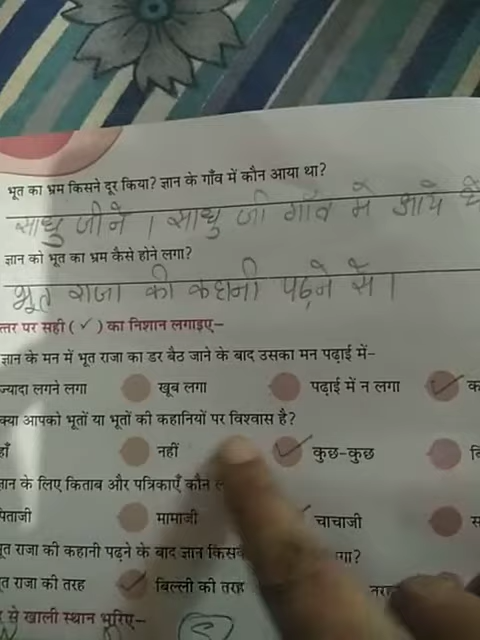 भूत का भ्रम किसने दूर किया? ज्ञान के गाँव में कौन आया था?
साधु जीने । साधु जी गाँव मे आये थे
ज्ञान को भूत का भ्रम कैसे होने लगा?
भूत राजा की कहानी पढ़ने से ।
त्तर पर सही (✓) का निशान लगाइए–
ज्ञान के मन में भूत राजा का डर बैठ जाने के बाद उसका मन पढ़ाई में–
ज्यादा लगने लगा खूब लगा पढ़ाई में न लगा ✓ क
क्या आपको भूतों या भूतों की कहानियों पर विश्वास है?
हाँ नहीं ✓ कुछ-कुछ
ज्ञान के लिए किताब और पत्रिकाएँ कौन
पिताजी मामाजी चाचाजी
भूत राजा की कहानी पढ़ने के बाद ज्ञान
भूत राजा की तरह ✓ बिल्ली की तरह
से खाली स्थान भरिए–